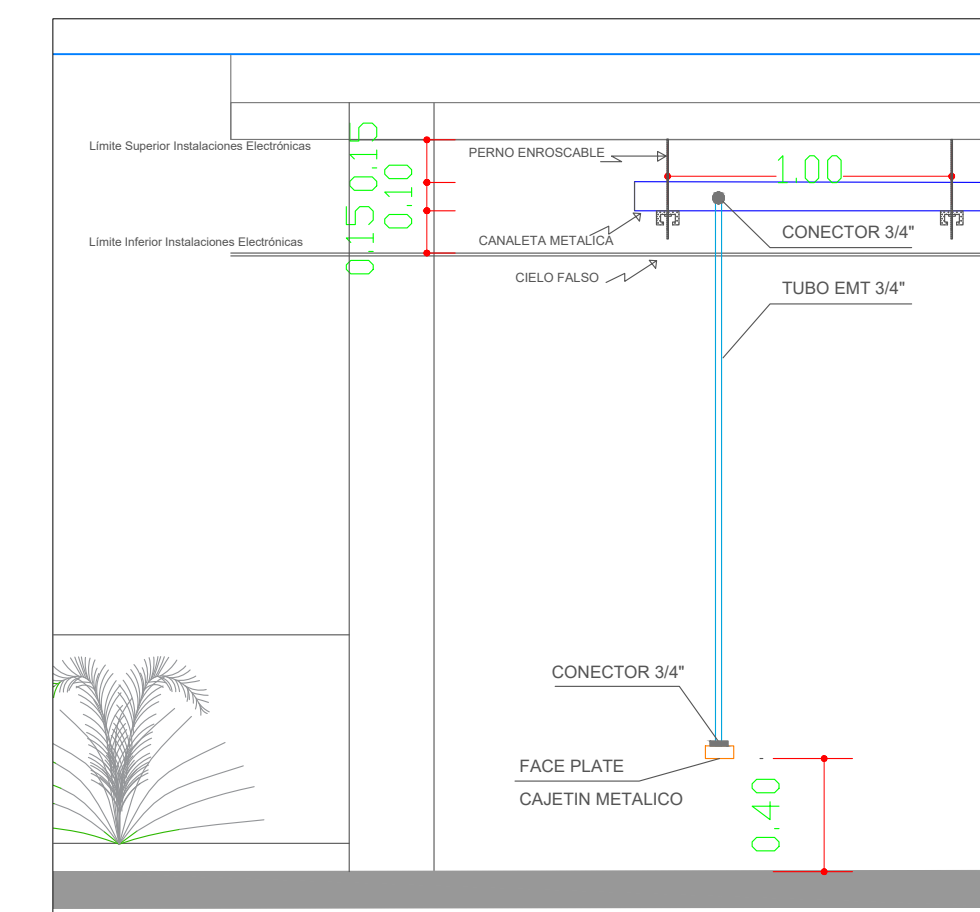 Límite Superior Instalaciones Electrónicas
0.15
PERNO ENROSCABLE
1.00
0.10
CONECTOR 3/4"
CANALETA METALICA
Límite Inferior Instalaciones Electrónicas
0.15
CIELO FALSO
TUBO EMT 3/4"
CONECTOR 3/4"
FACE PLATE
CAJETIN METALICO
0.40